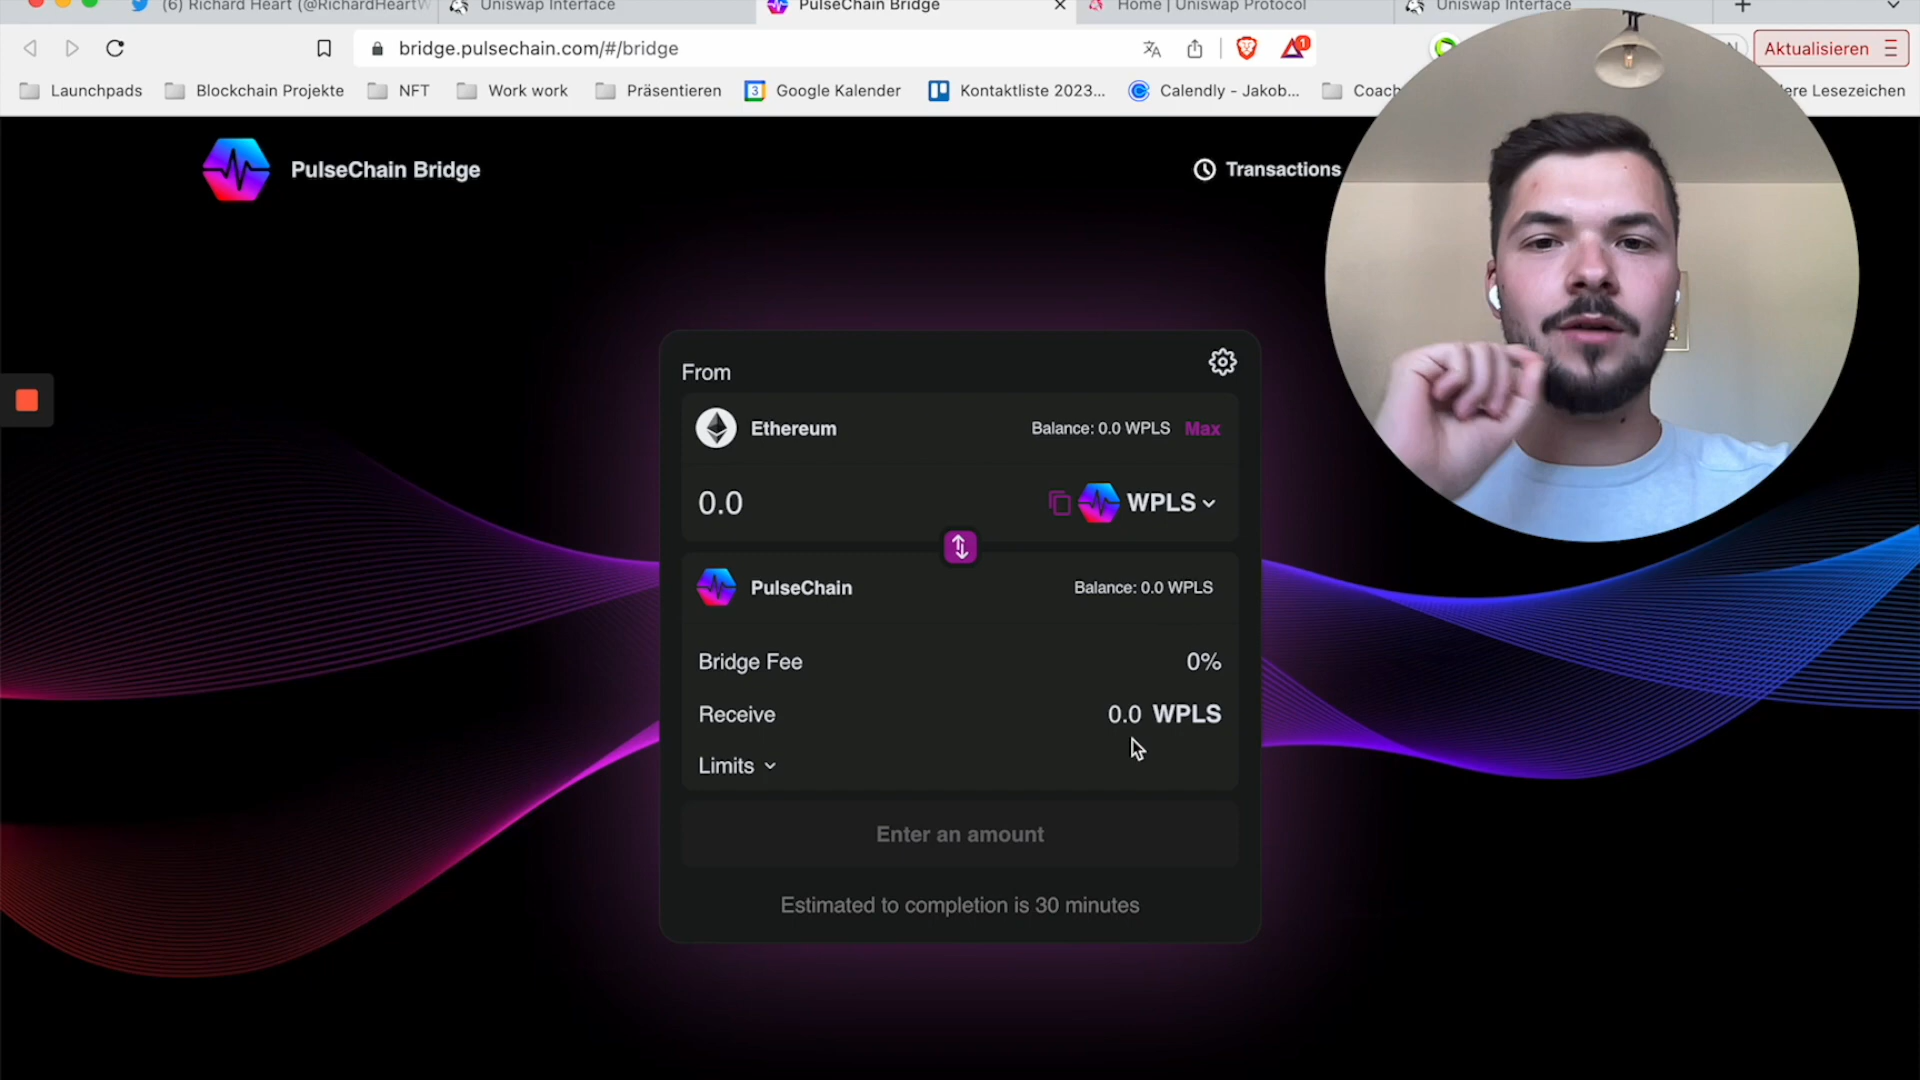 (6) Richard Heart (@RichardHeartW
Uniswap Interface
PulseChain Bridge
Home | Uniswap Protocol
Uniswap Interface
bridge.pulsechain.com/#/bridge
1
Aktualisieren
Launchpads
Blockchain Projekte
NFT
Work work
Präsentieren
3
Google Kalender
Kontaktliste 2023...
Calendly - Jakob...
Coach
ere Lesezeichen
PulseChain Bridge
Transactions
From
Ethereum
Balance: 0.0 WPLS Max
0.0
WPLS
PulseChain
Balance: 0.0 WPLS
Bridge Fee
0%
Receive
0.0 WPLS
Limits
Enter an amount
Estimated to completion is 30 minutes